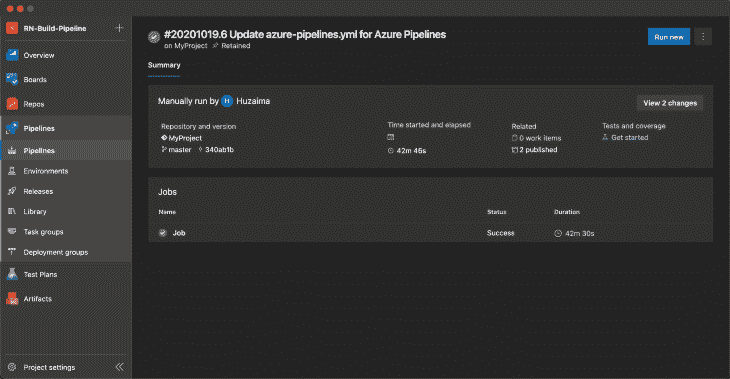 RN-Build-Pipeline
Overview
Boards
Repos
Pipelines
Pipelines
Environments
Releases
Library
Task groups
Deployment groups
Test Plans
Artifacts
Project settings
#20201019.6 Update azure-pipelines.yml for Azure Pipelines
on MyProject Retained
Run new
Summary
Manually run by H Huzaima
View 2 changes
Repository and version
MyProject
master 340ab1b
Time started and elapsed
42m 46s
Related
0 work items
2 published
Tests and coverage
Get started
Jobs
Name Status Duration
Job Success 42m 30s